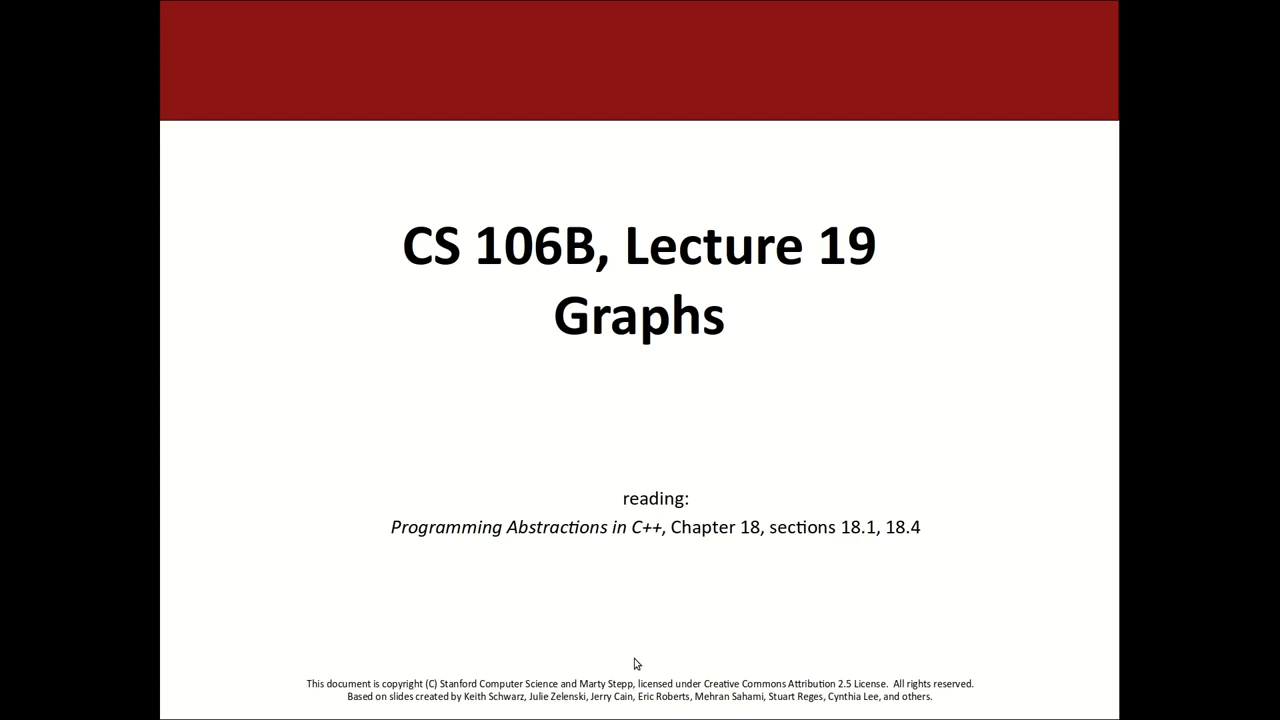 CS 106B, Lecture 19
Graphs
reading:
Programming Abstractions in C++, Chapter 18, sections 18.1, 18.4
This document is copyright (C) Stanford Computer Science and Marty Stepp, licensed under Creative Commons Attribution 2.5 License.  All rights reserved.
Based on slides created by Keith Schwarz, Julie Zelenski, Jerry Cain, Eric Roberts, Mehran Sahami, Stuart Reges, Cynthia Lee, and others.